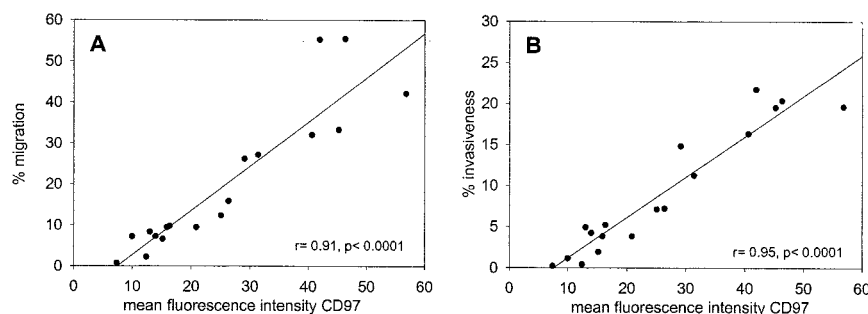 A
% migration
60
50
40
30
20
10
0
r= 0.91, p< 0.0001
0 10 20 30 40 50 60
mean fluorescence intensity CD97
B
% invasiveness
30
25
20
15
10
5
0
r= 0.95, p< 0.0001
0 10 20 30 40 50 60
mean fluorescence intensity CD97